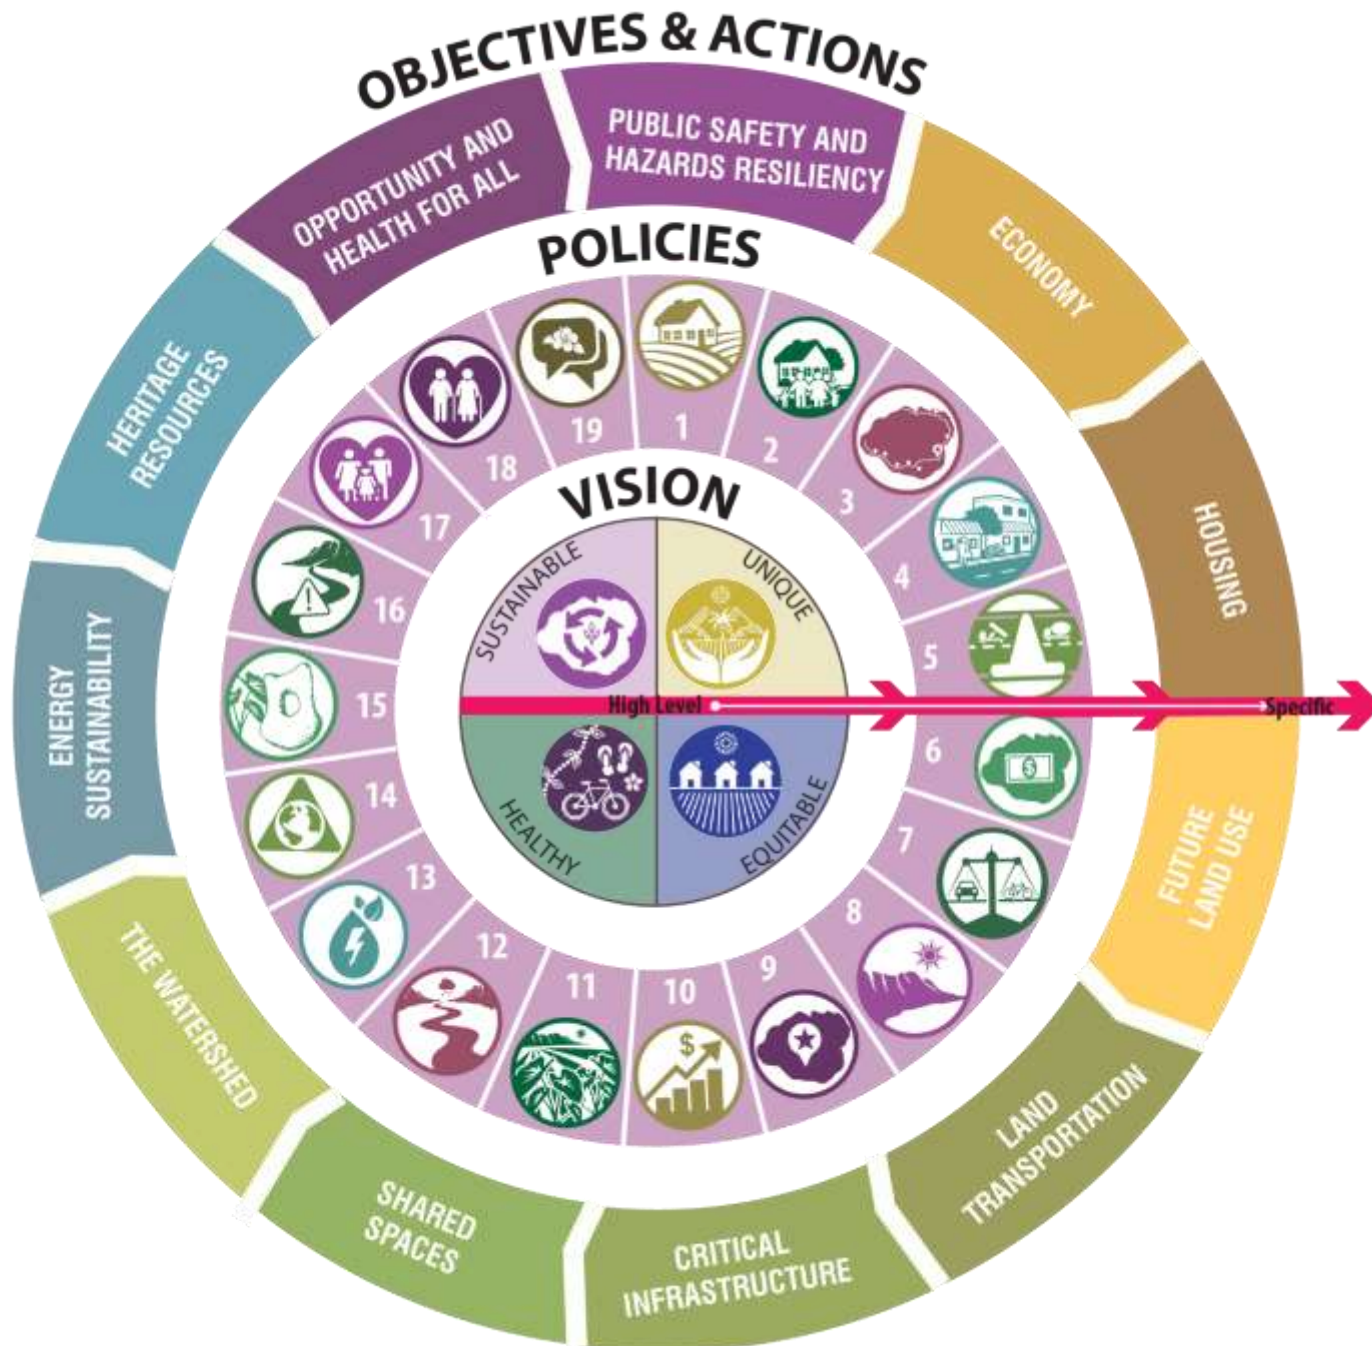 OBJECTIVES & ACTIONS
OPPORTUNITY AND
HEALTH FOR ALL
PUBLIC SAFETY AND
HAZARDS RESILIENCY
ECONOMY
HOUSING
FUTURE
LAND USE
LAND
TRANSPORTATION
CRITICAL
INFRASTRUCTURE
SHARED
SPACES
THE WATERSHED
ENERGY
SUSTAINABILITY
HERITAGE
RESOURCES
POLICIES
1
2
3
4
5
6
7
8
9
10
$
11
12
13
14
15
16
!
17
18
19
$
VISION
SUSTAINABLE
UNIQUE
HEALTHY
EQUITABLE
High Level
Specific